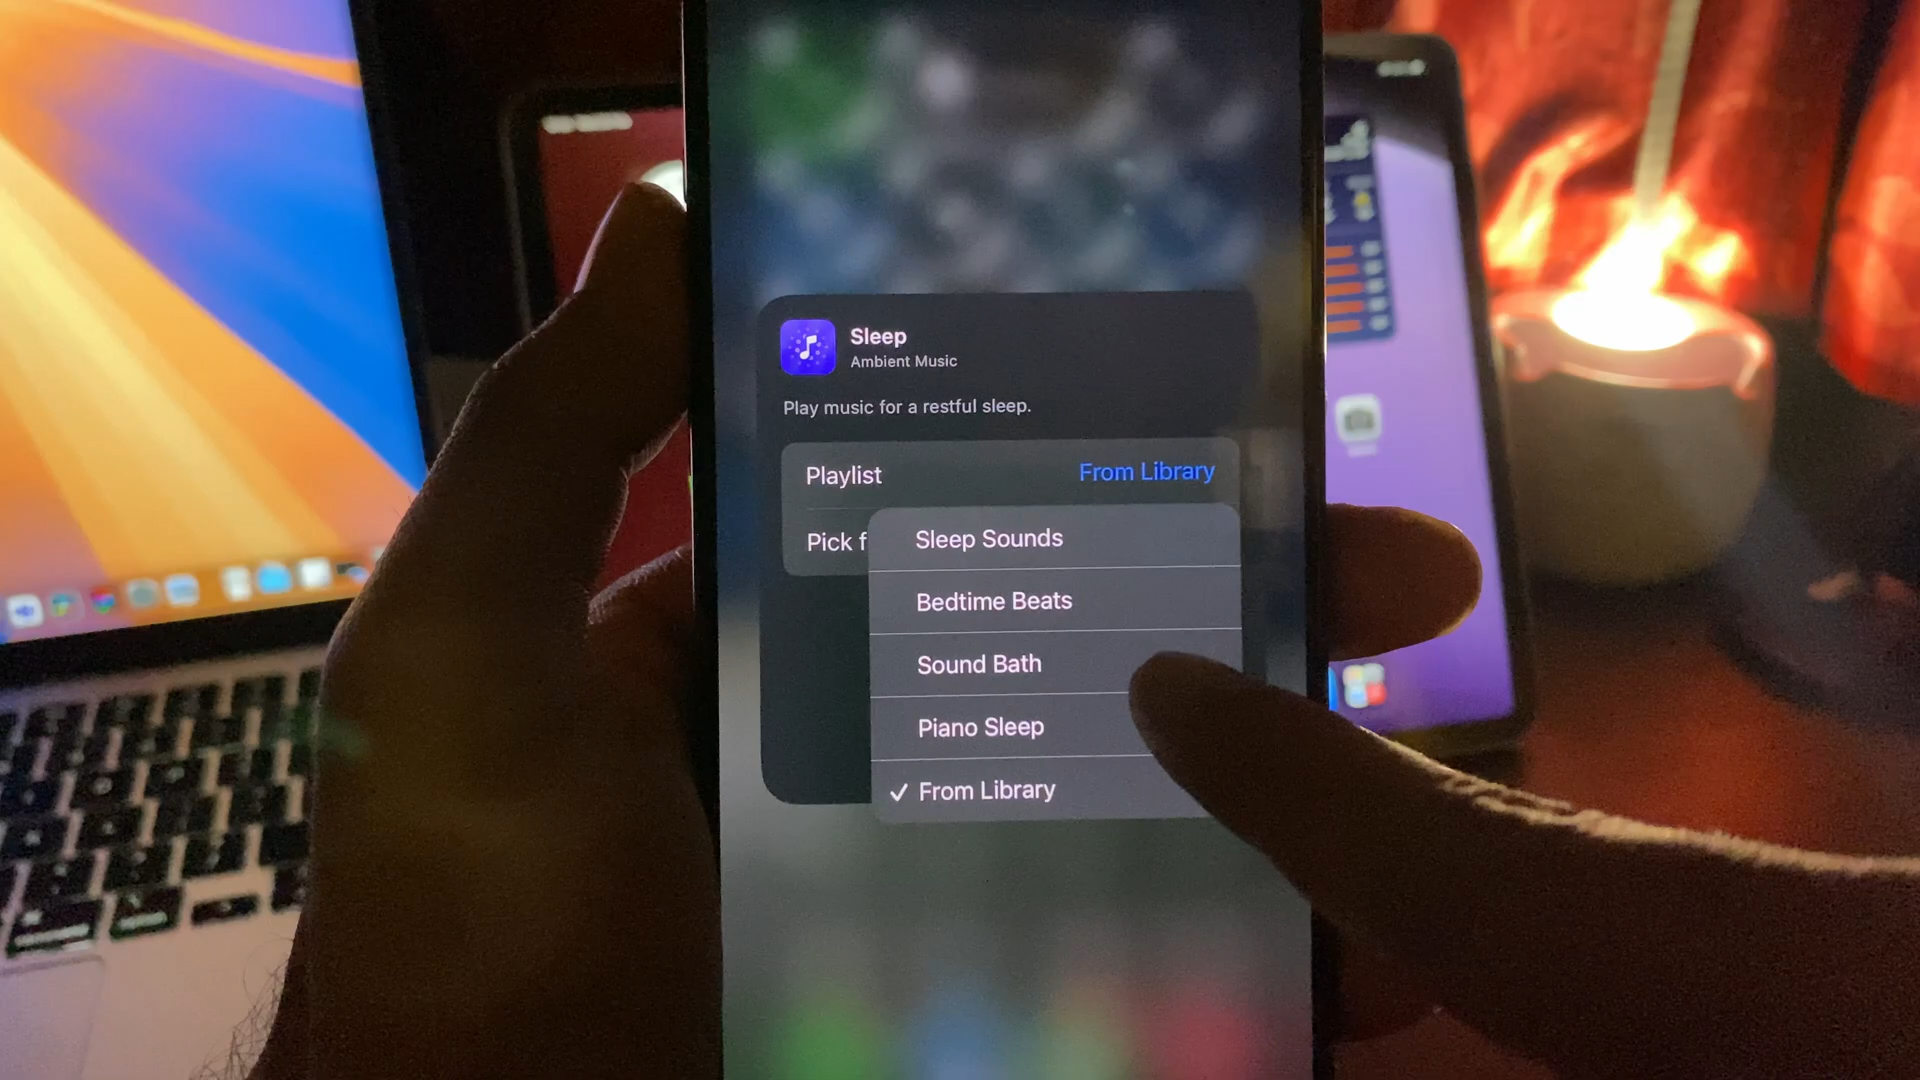 Sleep
Ambient Music
Play music for a restful sleep.
Playlist From Library
Pick f
Sleep Sounds
Bedtime Beats
Sound Bath
Piano Sleep
From Library